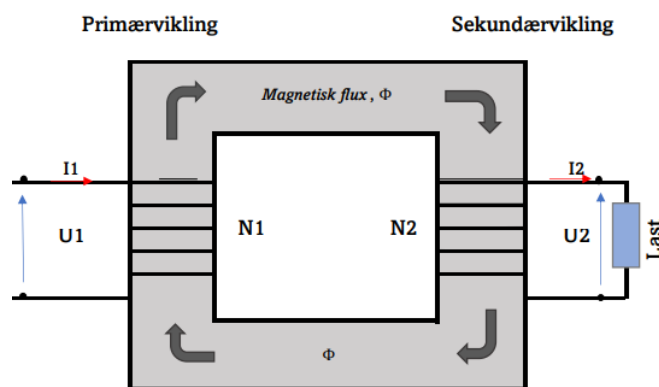 Primærvikling
Sekundærvikling
Magnetisk flux , Φ
I1
I2
U1
N1
N2
U2
Last
Φ